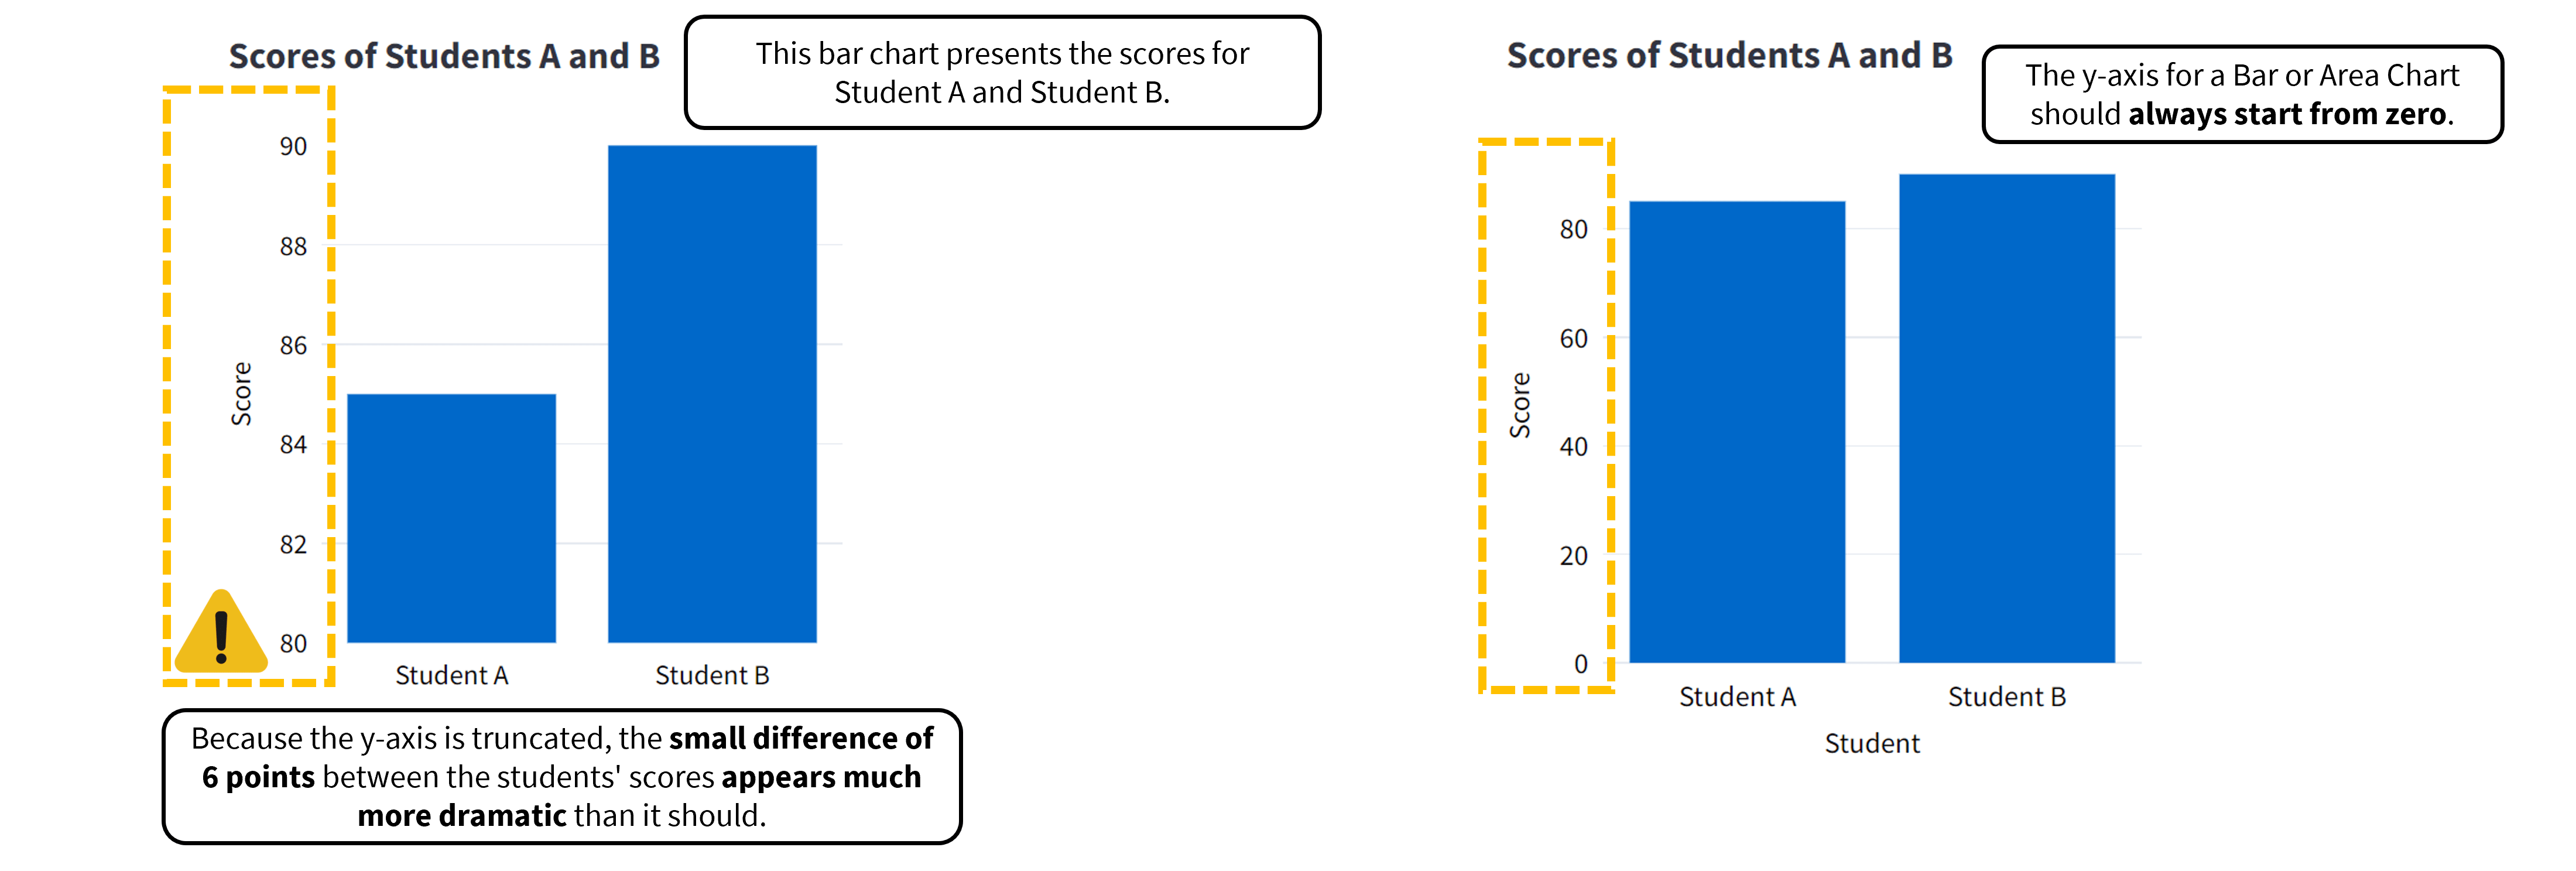 Scores of Students A and B
This bar chart presents the scores for
Student A and Student B.
90
88
86
84
82
80
Score
Student A
Student B
Because the y-axis is truncated, the small difference of
6 points between the students' scores appears much
more dramatic than it should.
Scores of Students A and B
The y-axis for a Bar or Area Chart
should always start from zero.
80
60
40
20
0
Score
Student A
Student B
Student